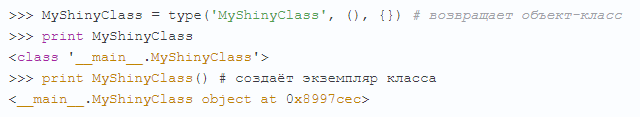 >>> MyShinyClass = type('MyShinyClass', (), {}) # возвращает объект-класс
>>> print MyShinyClass
<class '__main__.MyShinyClass'>
>>> print MyShinyClass() # создаёт экземпляр класса
<__main__.MyShinyClass object at 0x8997cec>